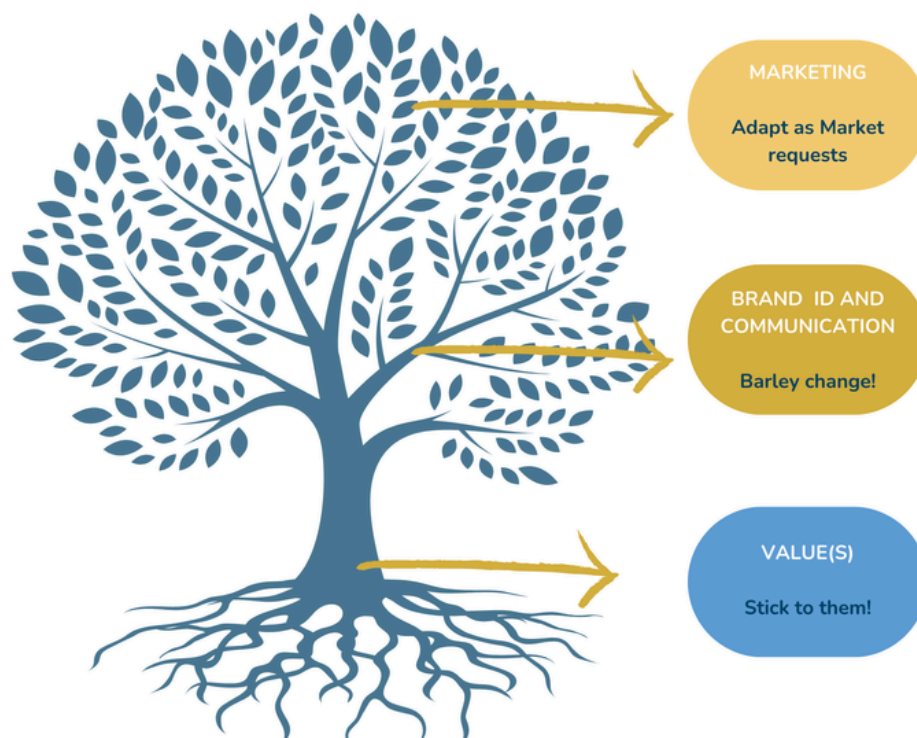 MARKETING
Adapt as Market
requests
BRAND ID AND
COMMUNICATION
Barley change!
VALUE(S)
Stick to them!